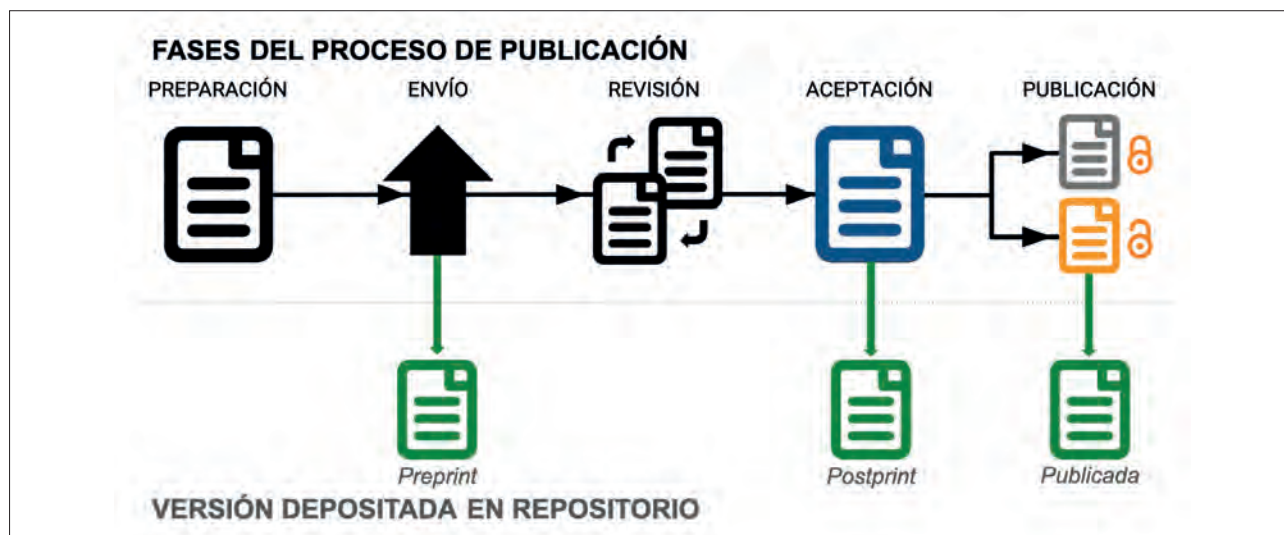 FASES DEL PROCESO DE PUBLICACIÓN
PREPARACIÓN ENVÍO REVISIÓN ACEPTACIÓN PUBLICACIÓN
Preprint Postprint Publicada
VERSIÓN DEPOSITADA EN REPOSITORIO